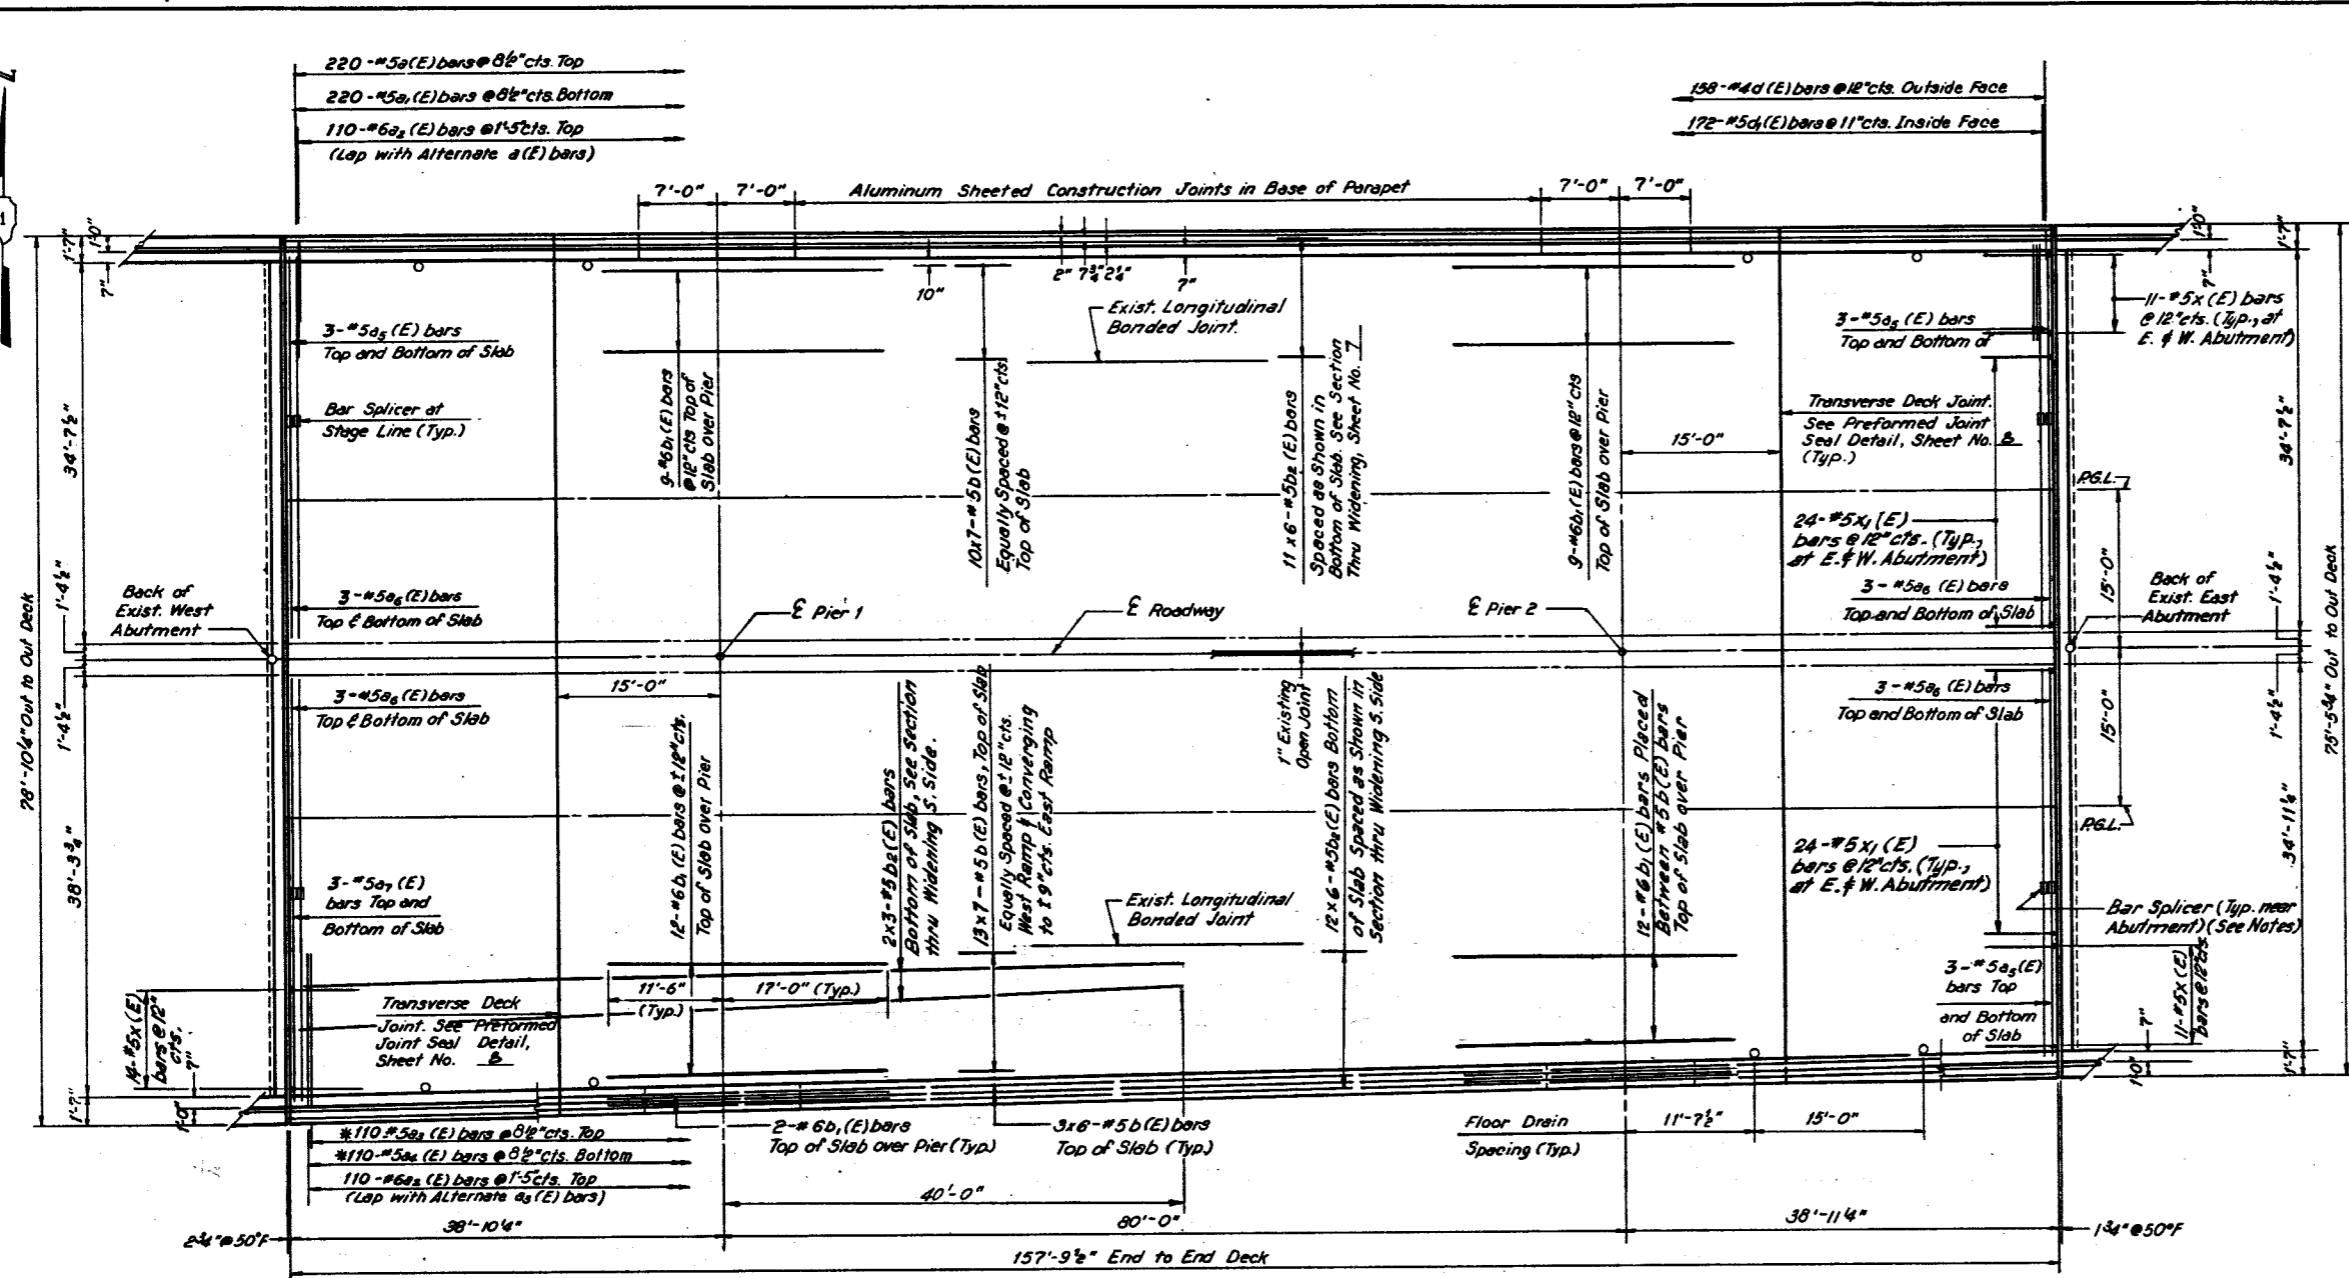 220-#5a(E) bars @ 8½" cts. Top
220-#5a₁(E) bars @ 8½" cts. Bottom
110-#6a₂(E) bars @ 1'-5" cts. Top
(Lap with Alternate a(E) bars)
158-#4d(E) bars @ 12" cts. Outside Face
172-#5d₁(E) bars @ 11" cts. Inside Face
7'-0"
7'-0"
Aluminum Sheeted Construction Joints in Base of Parapet
7'-0"
7'-0"
1
1'-7"
1'-0"
7"
10"
2"
7¾"
2¼"
7"
1'-0"
1'-7"
7"
Exist. Longitudinal
Bonded Joint.
3-#5a₅(E) bars
Top and Bottom of Slab
Bar Splicer at
Stage Line (Typ.)
9-#6b₁(E) bars
@ 12" cts Top of
Slab over Pier
10x7-#5b(E) bars
Equally Spaced @ ±12" cts.
Top of Slab
11x6-#5b₂(E) bars
Spaced as Shown in
Bottom of Slab. See Section
Thru Widening, Sheet No. 7
9-#6b₁(E) bars @ 12" cts
Top of Slab over Pier
3-#5a₅(E) bars
Top and Bottom of
11-#5x(E) bars
@ 12" cts. (Typ., at
E. & W. Abutment)
Transverse Deck Joint.
See Preformed Joint
Seal Detail, Sheet No. 8
(Typ.)
15'-0"
34'-7½"
34'-7½"
P.G.L.
24-#5x₁(E)
bars @ 12" cts. (Typ.,
at E. & W. Abutment)
3-#5a₆(E) bars
Top and Bottom of Slab
15'-0"
1'-4½"
Back of
Exist. East
Abutment
78'-10¼" Out to Out Deck
1'-4½"
Back of
Exist. West
Abutment
3-#5a₆(E) bars
Top & Bottom of Slab
℄ Pier 1
℄ Roadway
℄ Pier 2
75'-5¾" Out to Out Deck
1'-4½"
3-#5a₆(E) bars
Top & Bottom of Slab
15'-0"
1" Existing
Open Joint
3-#5a₆(E) bars
Top and Bottom of Slab
15'-0"
1'-4½"
12-#6b₁(E) bars @ ±12" cts.
Top of Slab over Pier
2x3-#5b2(E) bars
Bottom of Slab, See Section
thru Widening S. Side.
13x7-#5b(E) bars, Top of Slab
Equally Spaced @ ±12" cts.
West Ramp & Converging
to ±9" cts. East Ramp
12x6-#5b₂(E) bars Bottom
of Slab Spaced as Shown in
Section thru Widening S. Side
12-#6b₁(E) bars Placed
Between #5b(E) bars
Top of Slab over Pier
P.G.L.
38'-3¾"
34'-11⅛"
24-#5x₁(E)
bars @ 12" cts. (Typ.,
at E. & W. Abutment)
3-#5a₇(E)
bars Top and
Bottom of Slab
Exist. Longitudinal
Bonded Joint
Bar Splicer (Typ. near
Abutment) (See Notes)
3-#5a₅(E)
bars Top
and Bottom
of Slab
11-#5x(E)
bars @ 12" cts.
14-#5x(E)
bars @ 12"
cts.
7"
Transverse Deck
Joint. See Preformed
Joint Seal Detail,
Sheet No. 8
11'-6"
(Typ.)
17'-0" (Typ.)
7"
1'-0"
1'-7"
1'-7"
1'-0"
*110-#5a₃(E) bars @ 8½" cts. Top
*110-#5a₄(E) bars @ 8½" cts. Bottom
110-#6a₂(E) bars @ 1'-5" cts. Top
(Lap with Alternate a₃(E) bars)
2-#6b₁(E) bars
Top of Slab over Pier (Typ.)
3x6-#5b(E) bars
Top of Slab (Typ.)
Floor Drain
Spacing (Typ.)
11'-7½"
15'-0"
40'-0"
2¾" @ 50°F
38'-10¼"
80'-0"
38'-11¼"
1¾" @ 50°F
157'-9½" End to End Deck